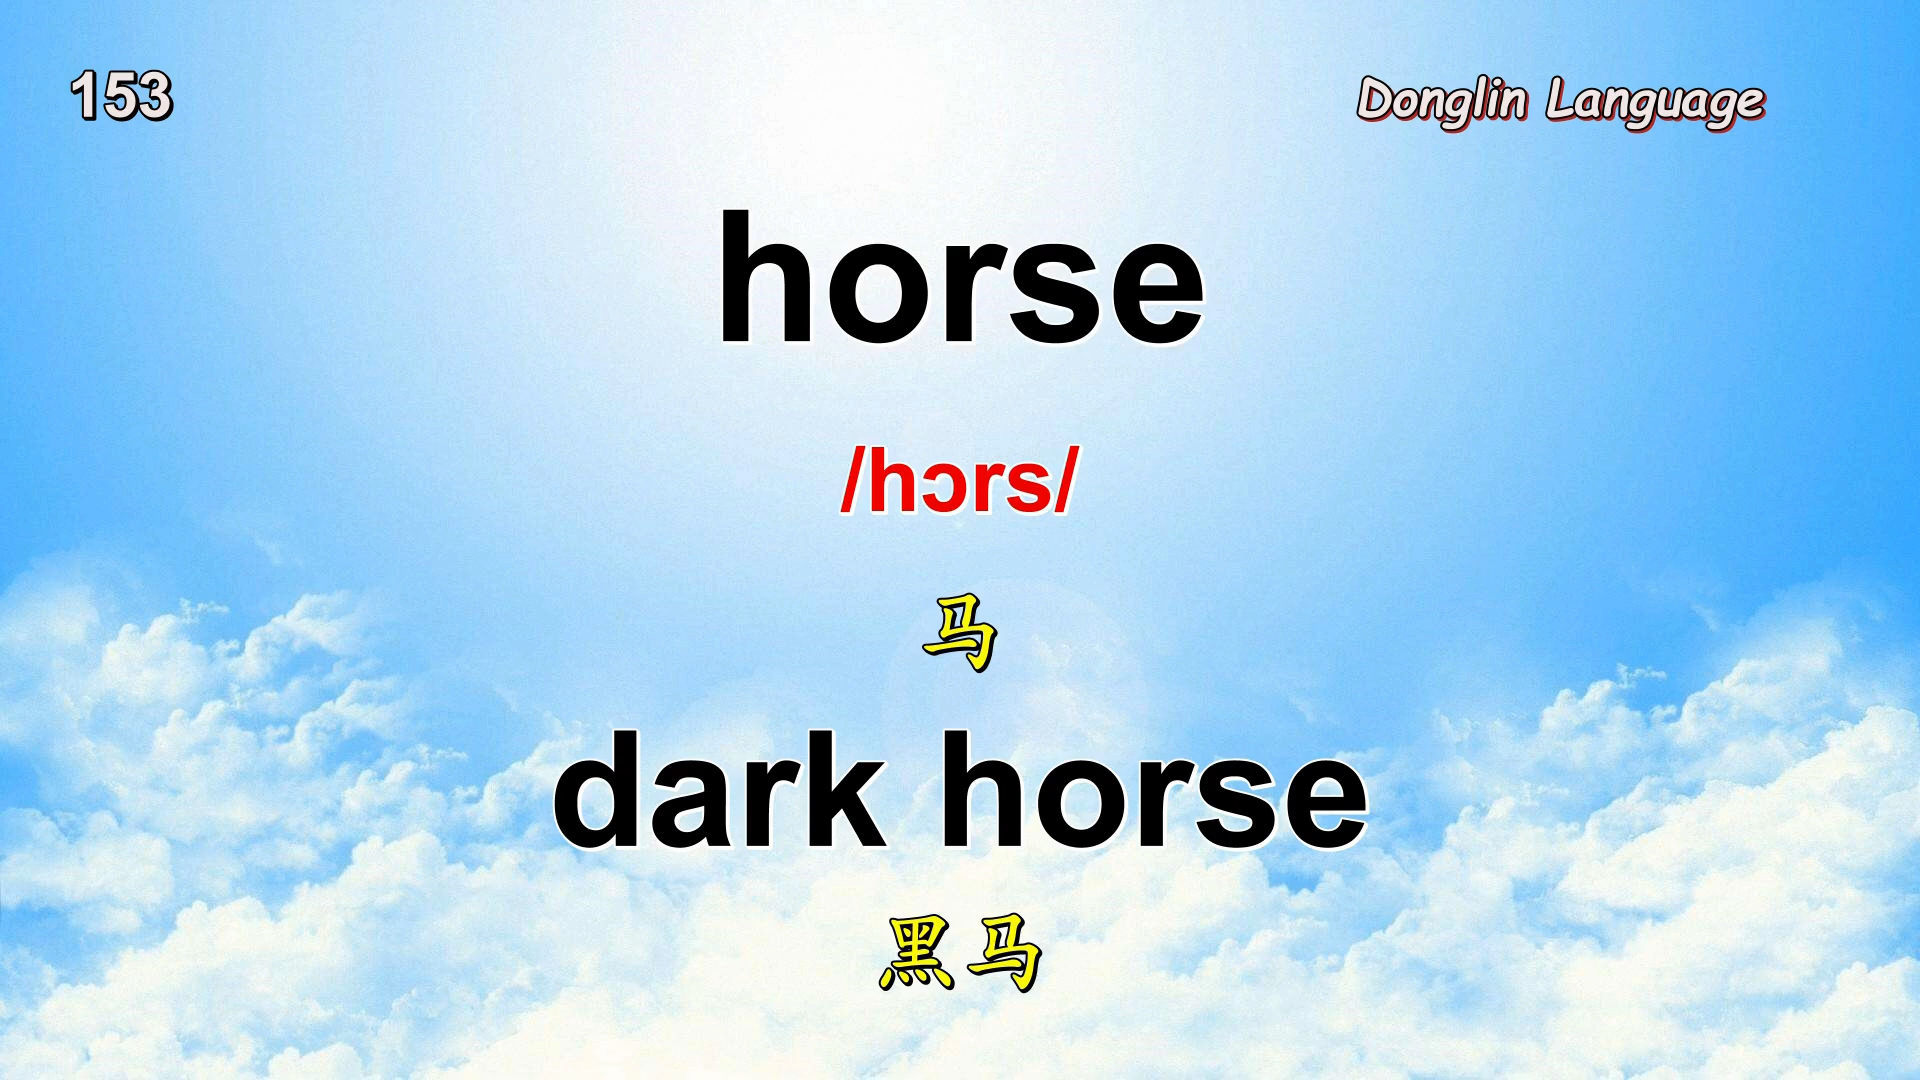 153
Donglin Language
horse
/hɔrs/
马
dark horse
黑马